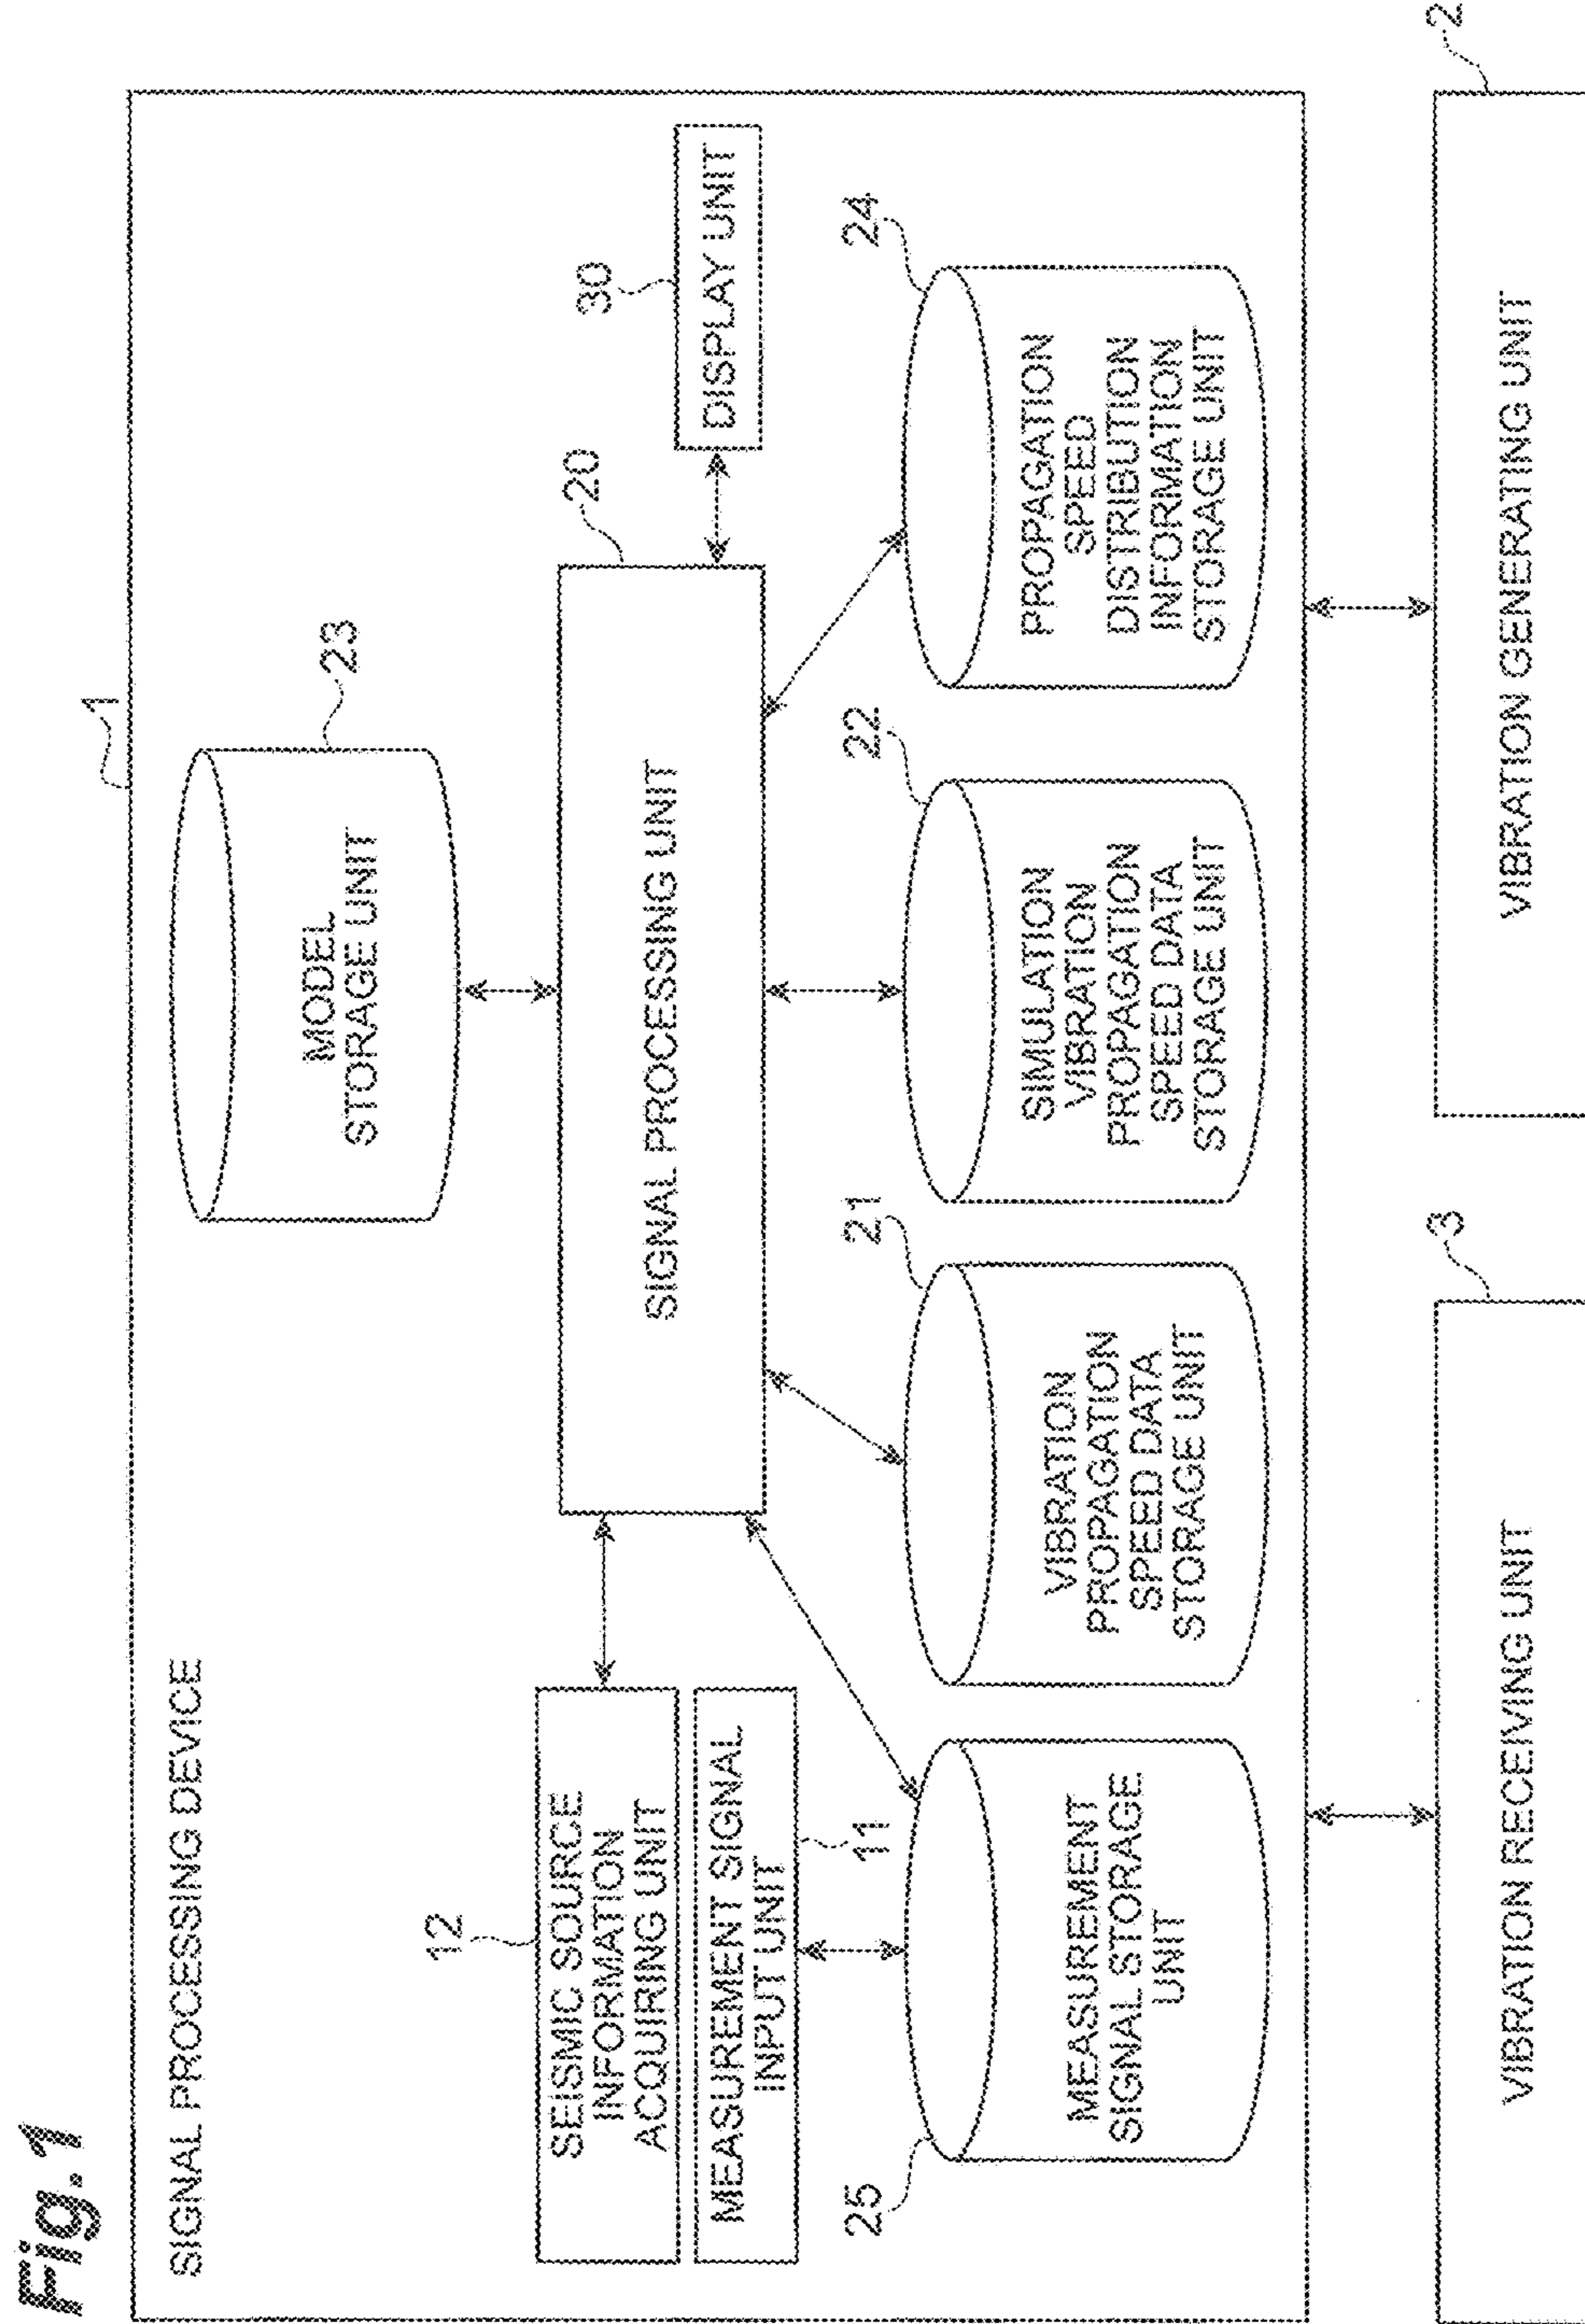 Fig.1
1
SIGNAL PROCESSING DEVICE
23
MODEL
STORAGE UNIT
12
SEISMIC SOURCE
INFORMATION
ACQUIRING UNIT
MEASUREMENT SIGNAL
INPUT UNIT
11
20
SIGNAL PROCESSING UNIT
30
DISPLAY UNIT
25
MEASUREMENT
SIGNAL STORAGE
UNIT
21
VIBRATION
PROPAGATION
SPEED DATA
STORAGE UNIT
22
SIMULATION
VIBRATION
PROPAGATION
SPEED DATA
STORAGE UNIT
24
PROPAGATION
SPEED
DISTRIBUTION
INFORMATION
STORAGE UNIT
3
VIBRATION RECEIVING UNIT
2
VIBRATION GENERATING UNIT